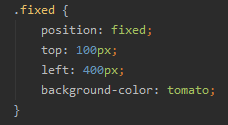 .fixed {
    position: fixed;
    top: 100px;
    left: 400px;
    background-color: tomato;
}